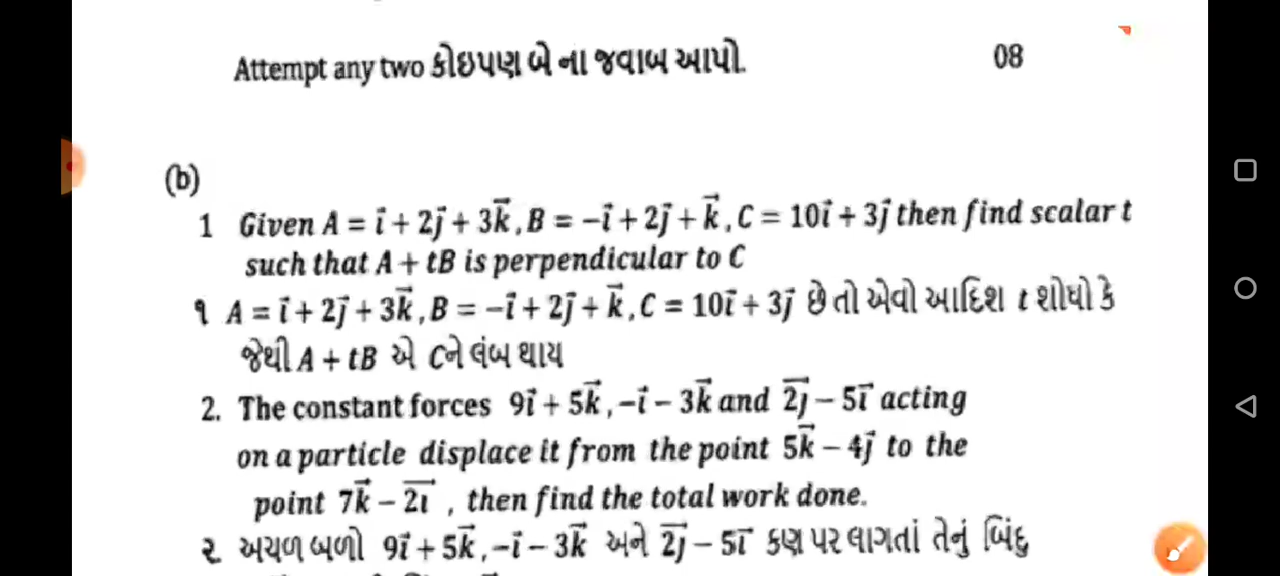 Attempt any two કોઇપણ બે ના જવાબ આપો. 08
(b)
1 Given A = i⃗ + 2j⃗ + 3k⃗ , B = −i⃗ + 2j⃗ + k⃗ , C = 10i⃗ + 3j⃗ then find scalar t
such that A + tB is perpendicular to C
૧ A = i⃗ + 2j⃗ + 3k⃗ , B = −i⃗ + 2j⃗ + k⃗ , C = 10i⃗ + 3j⃗ છે તો એવો આદિશ t શોધો કે
જેથી A + tB એ Cને લંબ થાય
2. The constant forces 9i⃗ + 5k⃗ , −i⃗ − 3k⃗ and 2j⃗ − 5i⃗ acting
on a particle displace it from the point 5k⃗ − 4j⃗ to the
point 7k⃗ − 2i⃗ , then find the total work done.
૨ અચળ બળો 9i⃗ + 5k⃗ , −i⃗ − 3k⃗ અને 2j⃗ − 5i⃗ કણ પર લાગતાં તેનું બિંદુ